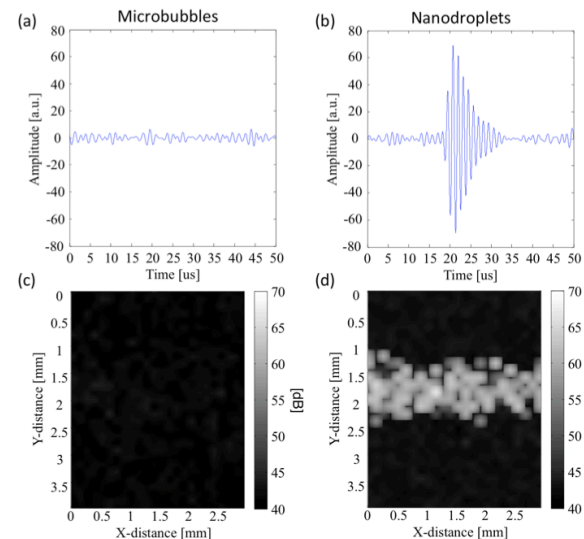 (a) Microbubbles
80
60
40
20
0
-20
-40
-60
-80
Amplitude [a.u.]
0 5 10 15 20 25 30 35 40 45 50
Time [us]
(b) Nanodroplets
80
60
40
20
0
-20
-40
-60
-80
Amplitude [a.u.]
0 5 10 15 20 25 30 35 40 45 50
Time [us]
(c)
0
0.5
1
1.5
2
2.5
3
3.5
Y-distance [mm]
0 0.5 1 1.5 2 2.5
X-distance [mm]
70
65
60
55
50
45
40
[dB]
(d)
0
0.5
1
1.5
2
2.5
3
3.5
Y-distance [mm]
0 0.5 1 1.5 2 2.5
X-distance [mm]
70
65
60
55
50
45
40